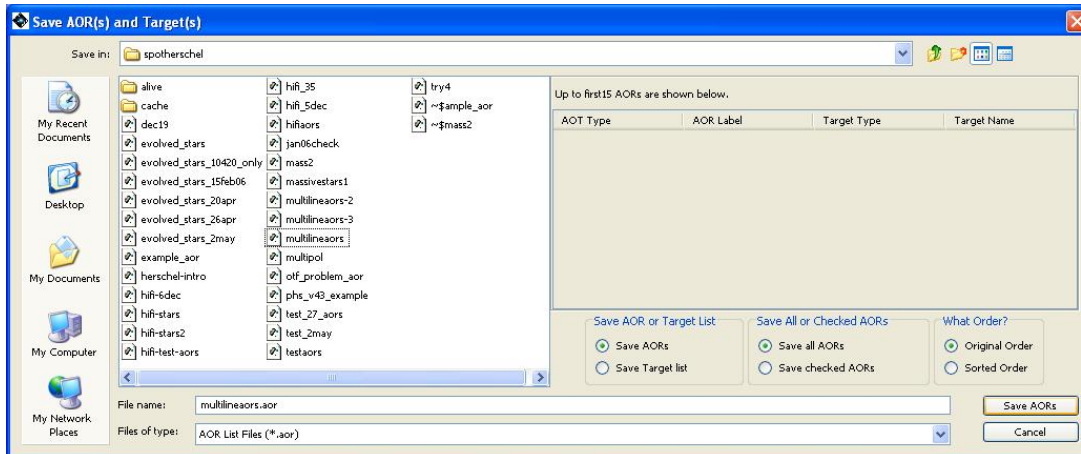 Save AOR(s) and Target(s)
Save in:
spotherschel
My Recent
Documents
Desktop
My Documents
My Computer
My Network
Places
alive
cache
dec19
evolved_stars
evolved_stars_10420_only
evolved_stars_15feb06
evolved_stars_20apr
evolved_stars_26apr
evolved_stars_2may
example_aor
herschel-intro
hifi-6dec
hifi-stars
hifi-stars2
hifi-test-aors
hifi_35
hifi_5dec
hifiaors
jan06check
mass2
massivestars1
multilineaors-2
multilineaors-3
multilineaors
multipol
otf_problem_aor
phs_v43_example
test_27_aors
test_2may
testaors
try4
~$ample_aor
~$mass2
Up to first15 AORs are shown below.
AOT Type AOR Label Target Type Target Name
Save AOR or Target List
Save AORs
Save Target list
Save All or Checked AORs
Save all AORs
Save checked AORs
What Order?
Original Order
Sorted Order
File name:
multilineaors.aor
Save AORs
Files of type:
AOR List Files (*.aor)
Cancel